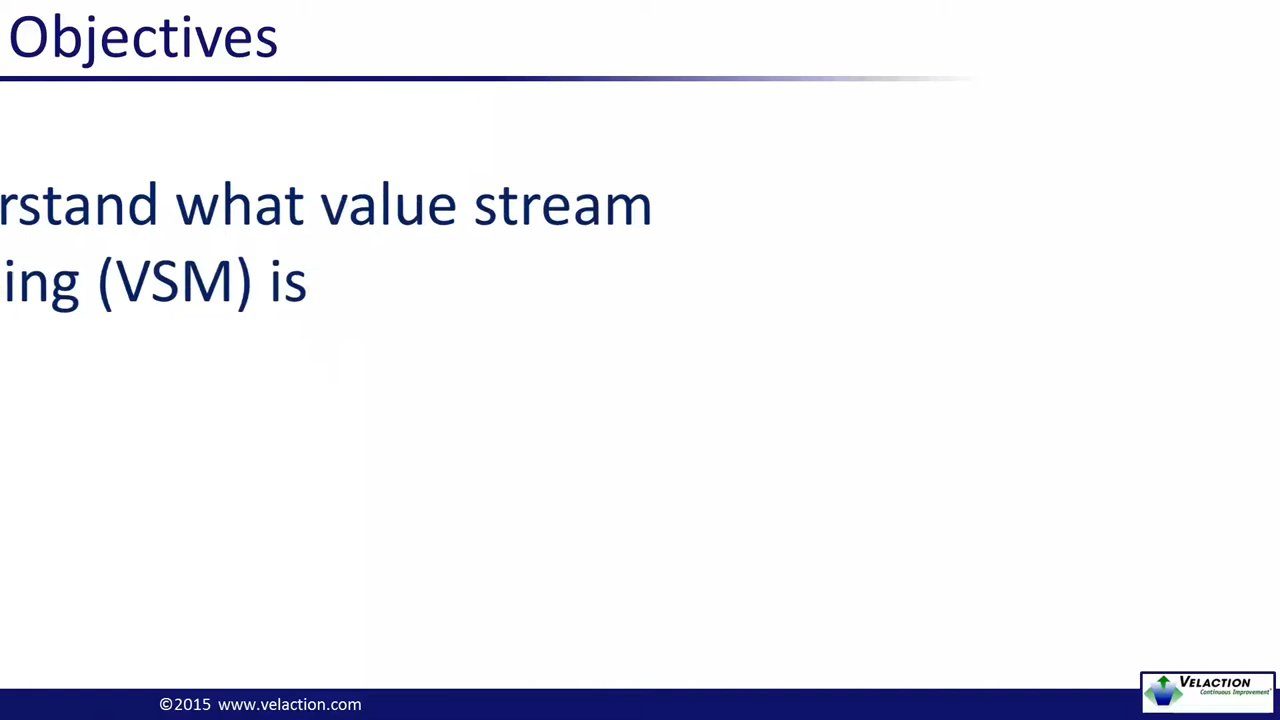 Objectives
rstand what value stream
ing (VSM) is
©2015 www.velaction.com
VELACTION
Continuous Improvement